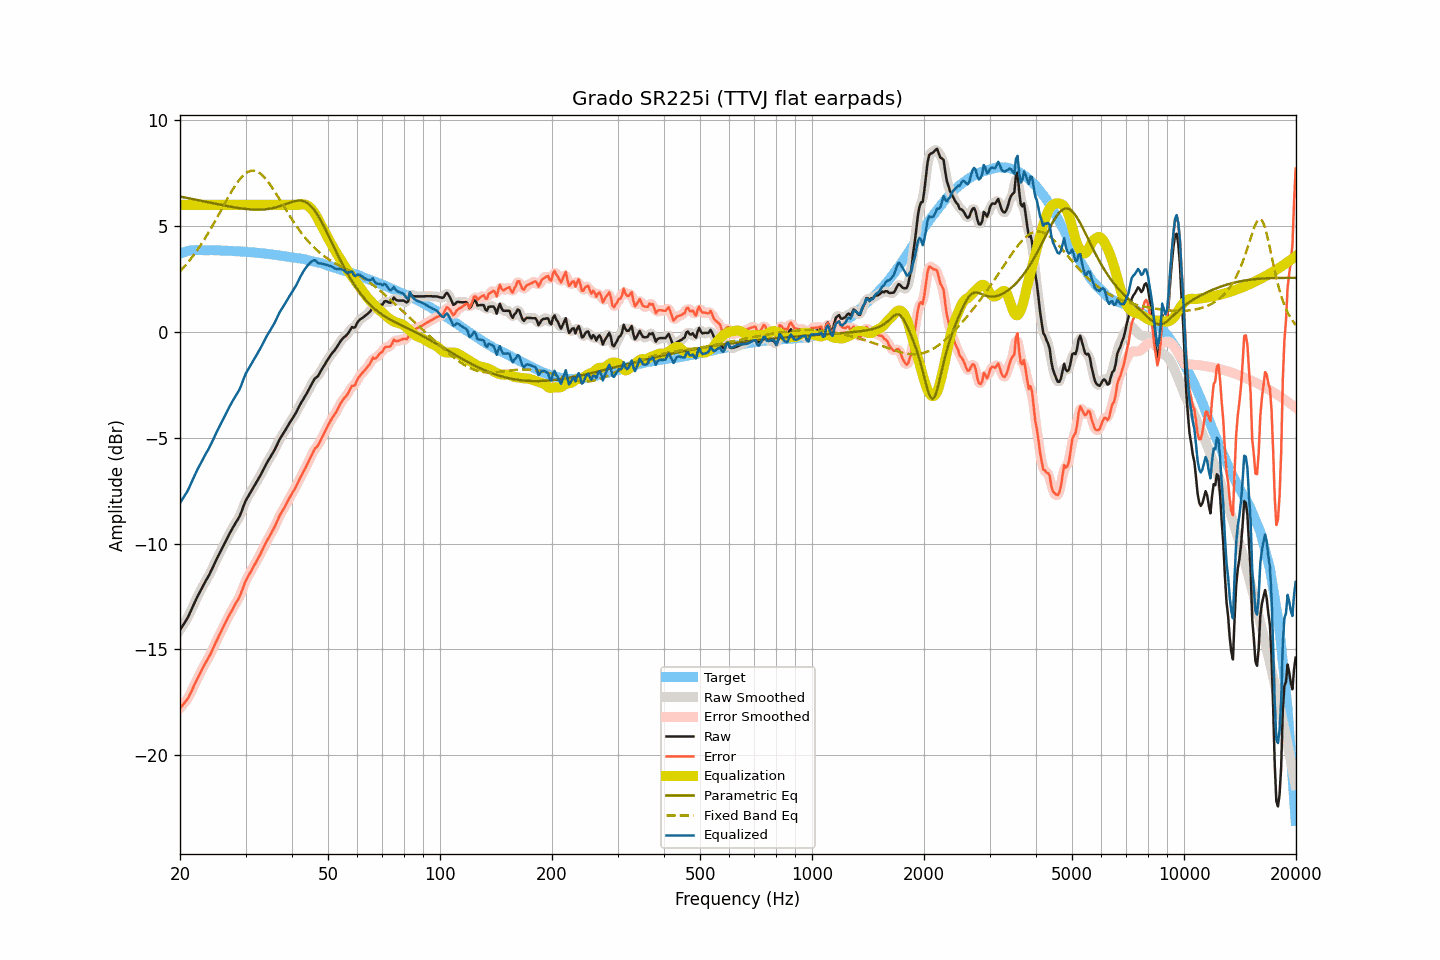 Grado SR225i (TTVJ flat earpads)
10
5
0
−5
−10
−15
−20
Amplitude (dBr)
Target
Raw Smoothed
Error Smoothed
Raw
Error
Equalization
Parametric Eq
Fixed Band Eq
Equalized
20 50 100 200 500 1000 2000 5000 10000 20000
Frequency (Hz)